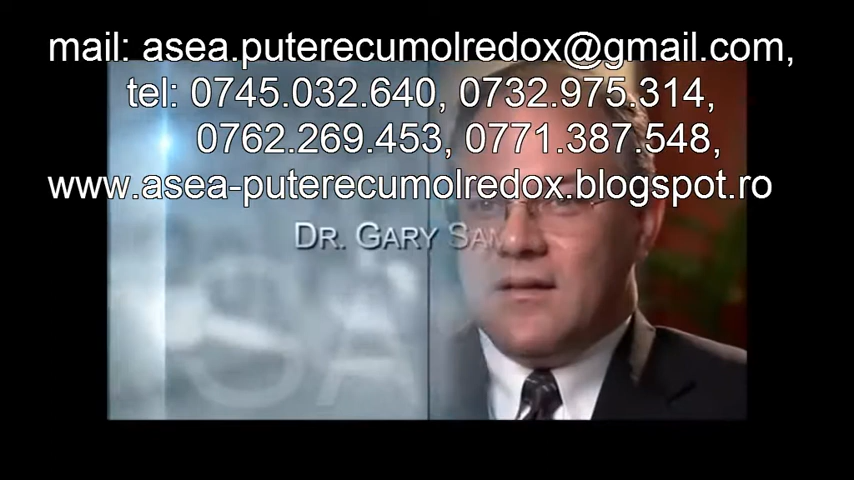 mail: asea.puterecumolredox@gmail.com,
tel: 0745.032.640, 0732.975.314,
0762.269.453, 0771.387.548,
www.asea-puterecumolredox.blogspot.ro
DR. GARY